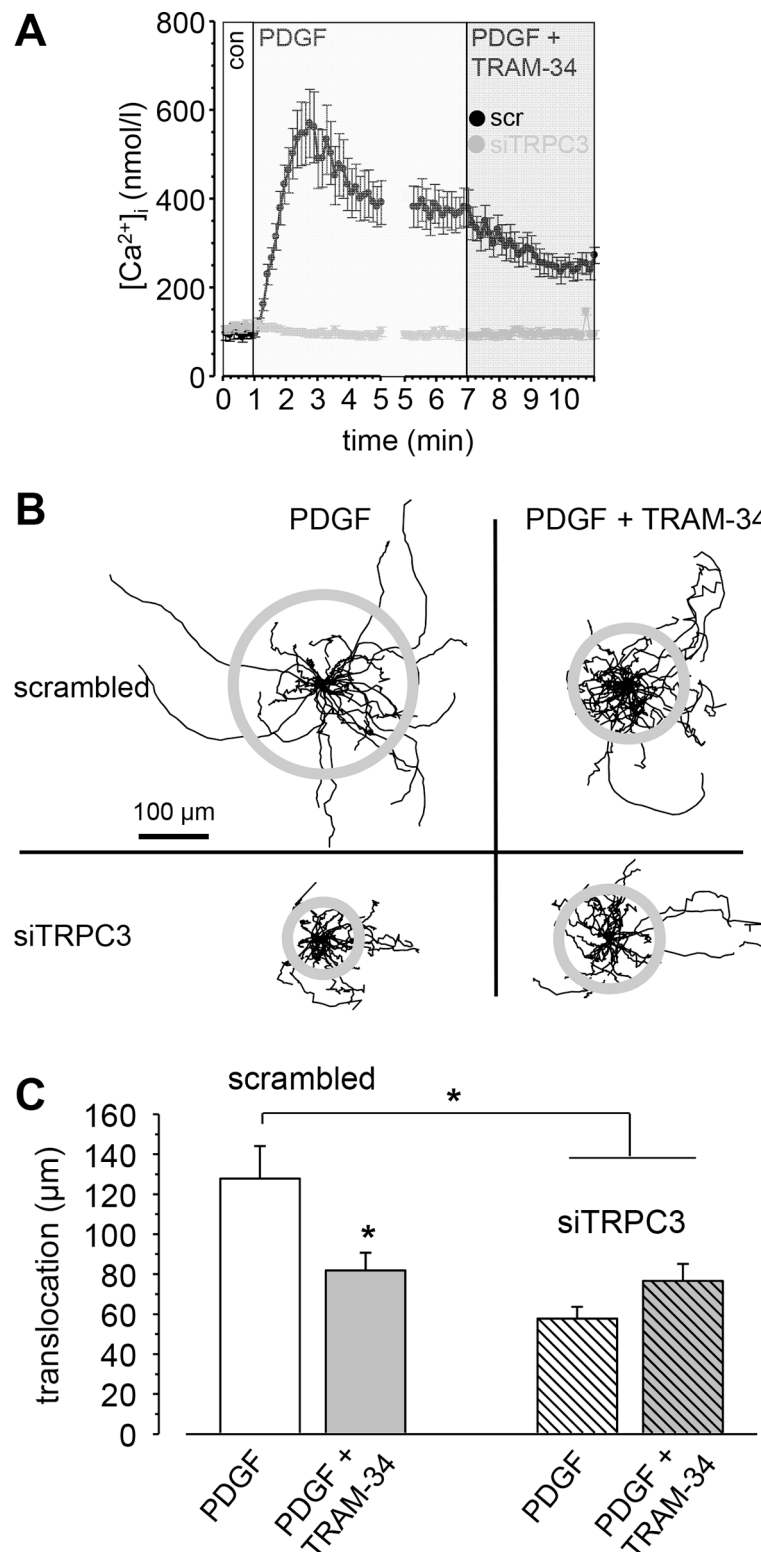 A
800
600
400
200
0
[Ca²⁺]ᵢ (nmol/l)
con
PDGF
PDGF +
TRAM-34
scr
siTRPC3
0 1 2 3 4 5 5 6 7 8 9 10
time (min)
B
PDGF
PDGF + TRAM-34
scrambled
100 µm
siTRPC3
C
scrambled
*
160
140
120
100
80
60
40
20
0
translocation (µm)
*
siTRPC3
PDGF
PDGF +
TRAM-34
PDGF
PDGF +
TRAM-34